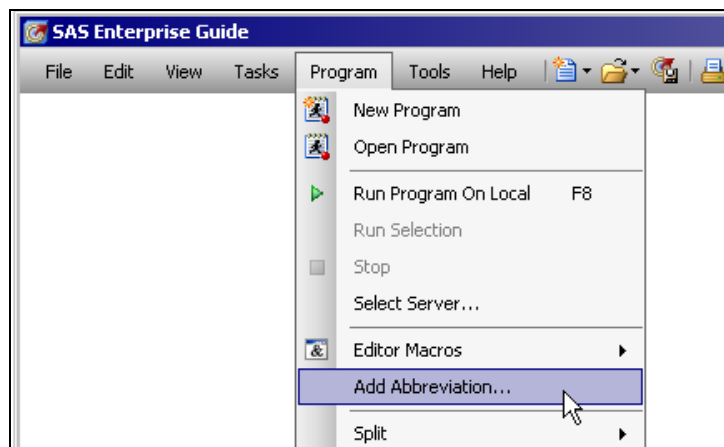 SAS Enterprise Guide
File Edit View Tasks Program Tools Help
New Program
Open Program
Run Program On Local F8
Run Selection
Stop
Select Server...
& Editor Macros
Add Abbreviation...
Split